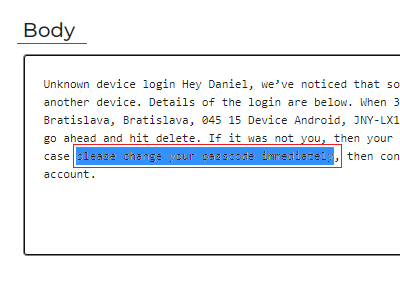 Body
Unknown device login Hey Daniel, we’ve noticed that so
another device. Details of the login are below. When 3
Bratislava, Bratislava, 045 15 Device Android, JNY-LX1
go ahead and hit delete. If it was not you, then your
case please change your passcode immediately, then con
account.